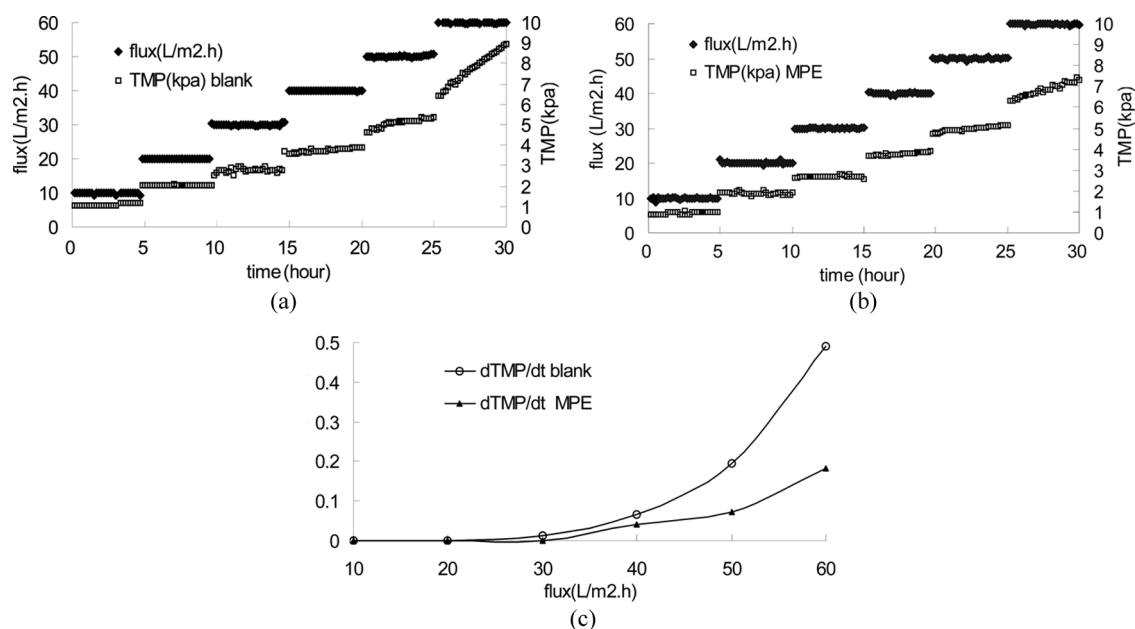 60 10
50 9
40 8
30 7
20 6
10 5
0 4
3
2
1
0
flux(L/m2.h)
TMP(kpa) blank
flux(L/m2.h)
TMP(kpa)
0 5 10 15 20 25 30
time (hour)
(a)
60 10
50 9
40 8
30 7
20 6
10 5
0 4
3
2
1
0
flux(L/m2.h)
TMP(kpa) MPE
flux (L/m2.h)
TMP(kpa)
0 5 10 15 20 25 30
time (hour)
(b)
0.5
0.4
0.3
0.2
0.1
0
dTMP/dt blank
dTMP/dt MPE
10 20 30 40 50 60
flux(L/m2.h)
(c)